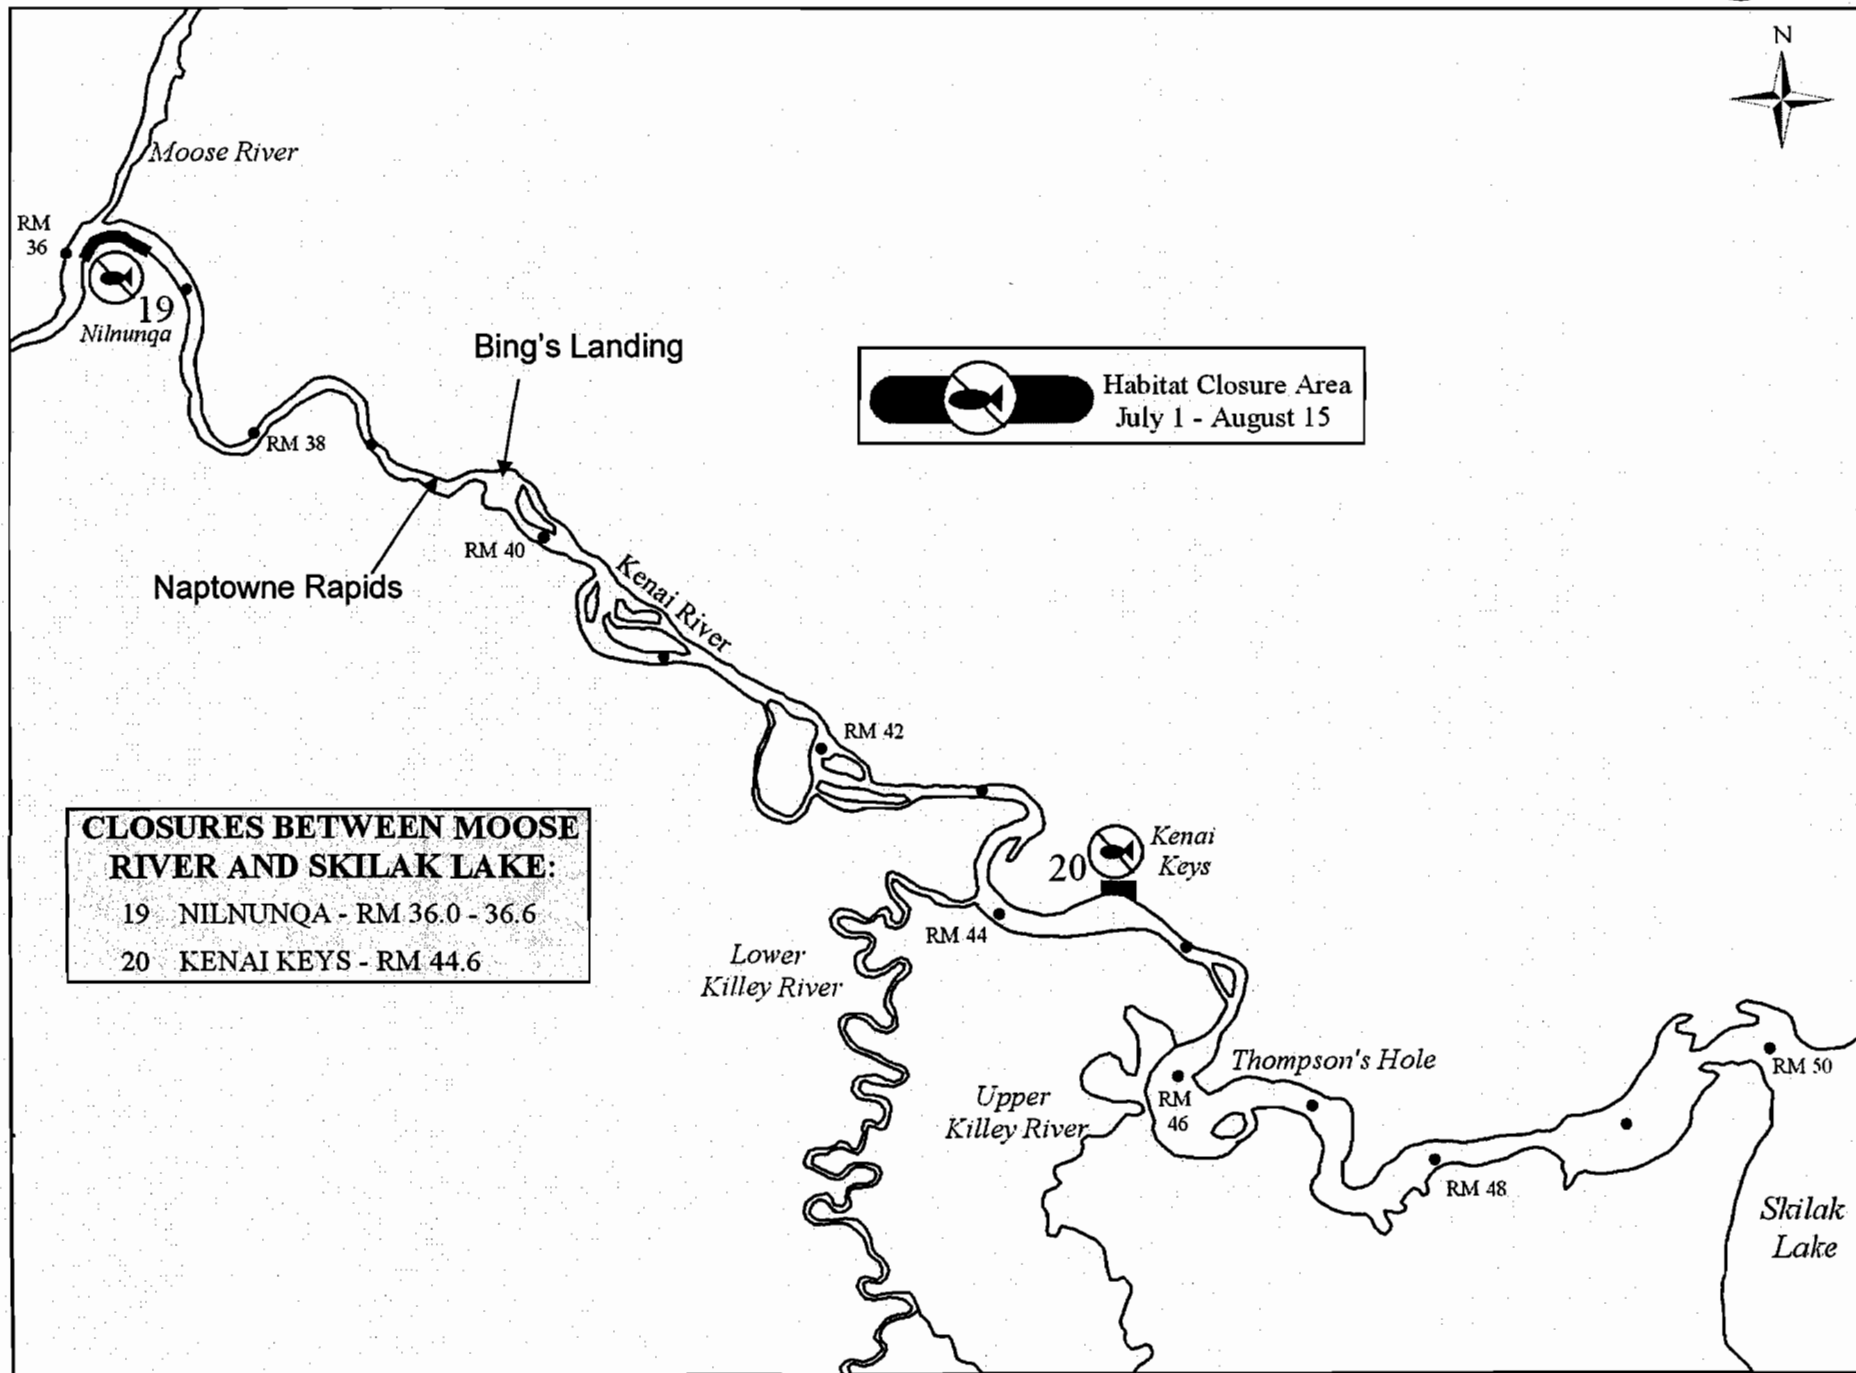 N
Moose River
RM
36
19
Nilnunqa
Bing's Landing
Habitat Closure Area
July 1 - August 15
RM 38
RM 40
Naptowne Rapids
Kenai River
RM 42
CLOSURES BETWEEN MOOSE
RIVER AND SKILAK LAKE:
19 NILNUNQA - RM 36.0 - 36.6
20 KENAI KEYS - RM 44.6
20
Kenai
Keys
RM 44
Lower
Killey River
Thompson's Hole
RM 50
Upper
Killey River
RM
46
RM 48
Skilak
Lake